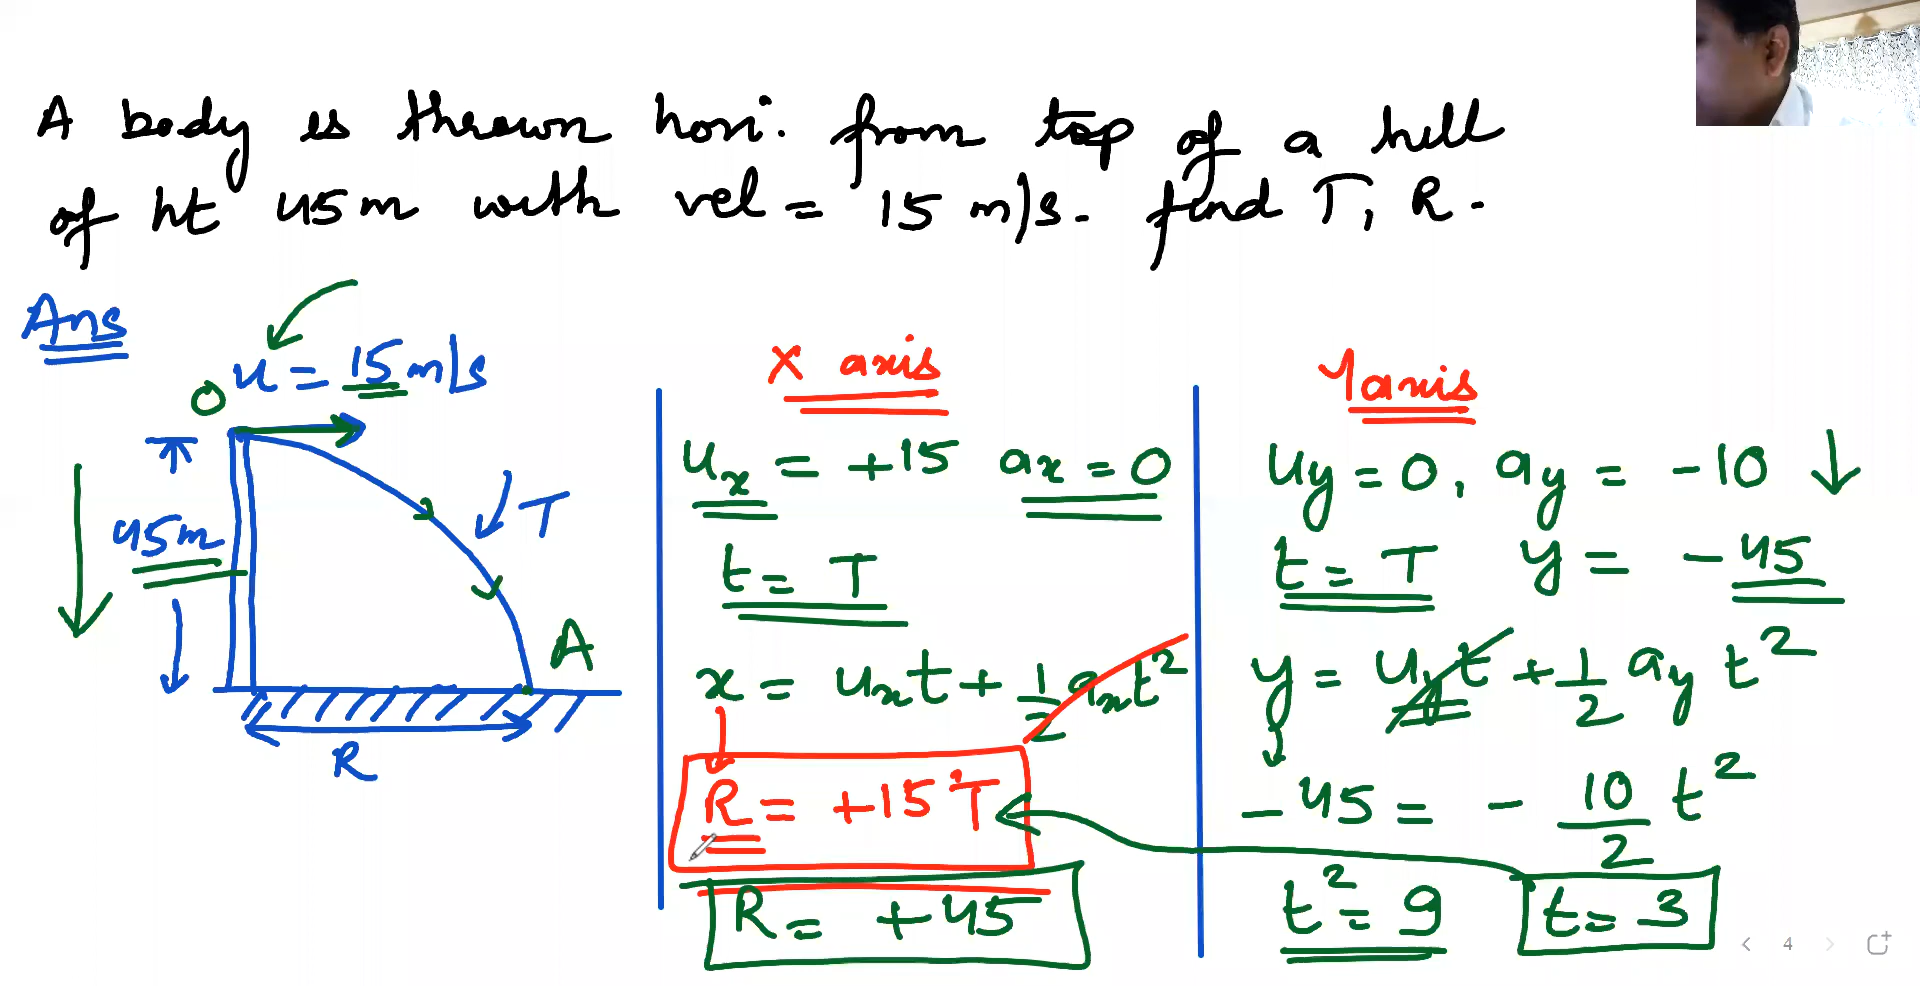 A body is thrown hori. from top of a hill
of ht 45m with vel = 15 m/s. find T, R.
Ans
u = 15 m/s
O
45m
T
A
R
X axis
ux = +15 ax = 0
t = T
x = uxt + 1/2 axt²
R = +15 T
R = +45
Y axis
uy = 0, ay = -10 ↓
t = T y = -45
y = uyt + 1/2 ay t²
-45 = - 10/2 t²
t² = 9 t = 3
< 4 >